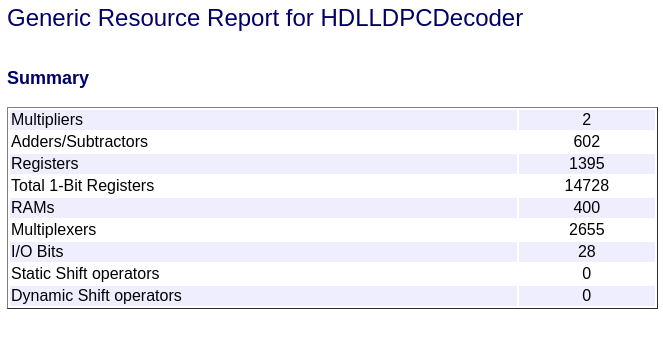 Generic Resource Report for HDLLDPCDecoder
Summary
Multipliers 2
Adders/Subtractors 602
Registers 1395
Total 1-Bit Registers 14728
RAMs 400
Multiplexers 2655
I/O Bits 28
Static Shift operators 0
Dynamic Shift operators 0